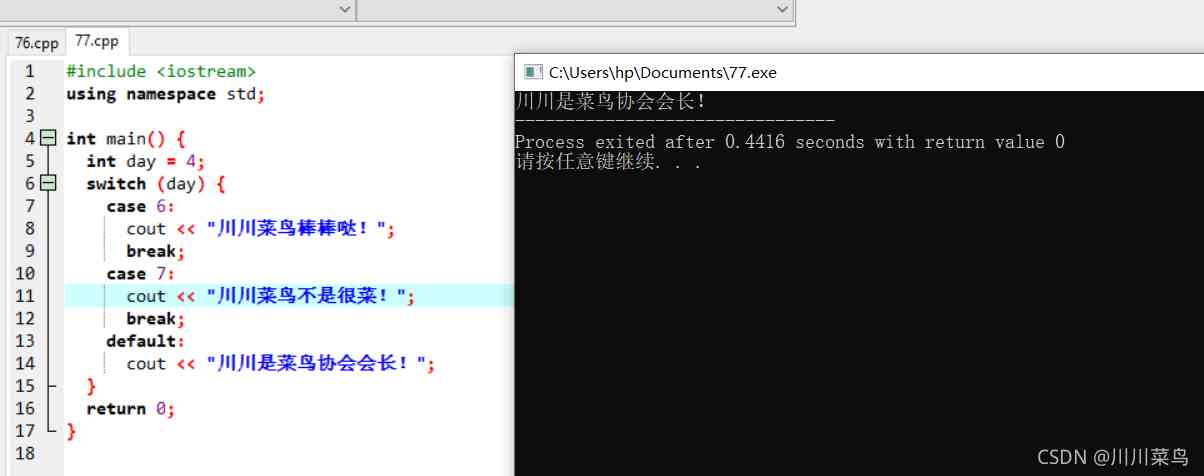 76.cpp 77.cpp
1 #include <iostream>
2 using namespace std;
3
4 int main() {
5 int day = 4;
6 switch (day) {
7 case 6:
8 cout << "川川菜鸟棒棒哒！";
9 break;
10 case 7:
11 cout << "川川菜鸟不是很菜！";
12 break;
13 default:
14 cout << "川川是菜鸟协会会长！";
15 }
16 return 0;
17 }
18
C:\Users\hp\Documents\77.exe
川川是菜鸟协会会长！
--------------------------------
Process exited after 0.4416 seconds with return value 0
请按任意键继续. . .
CSDN @川川菜鸟